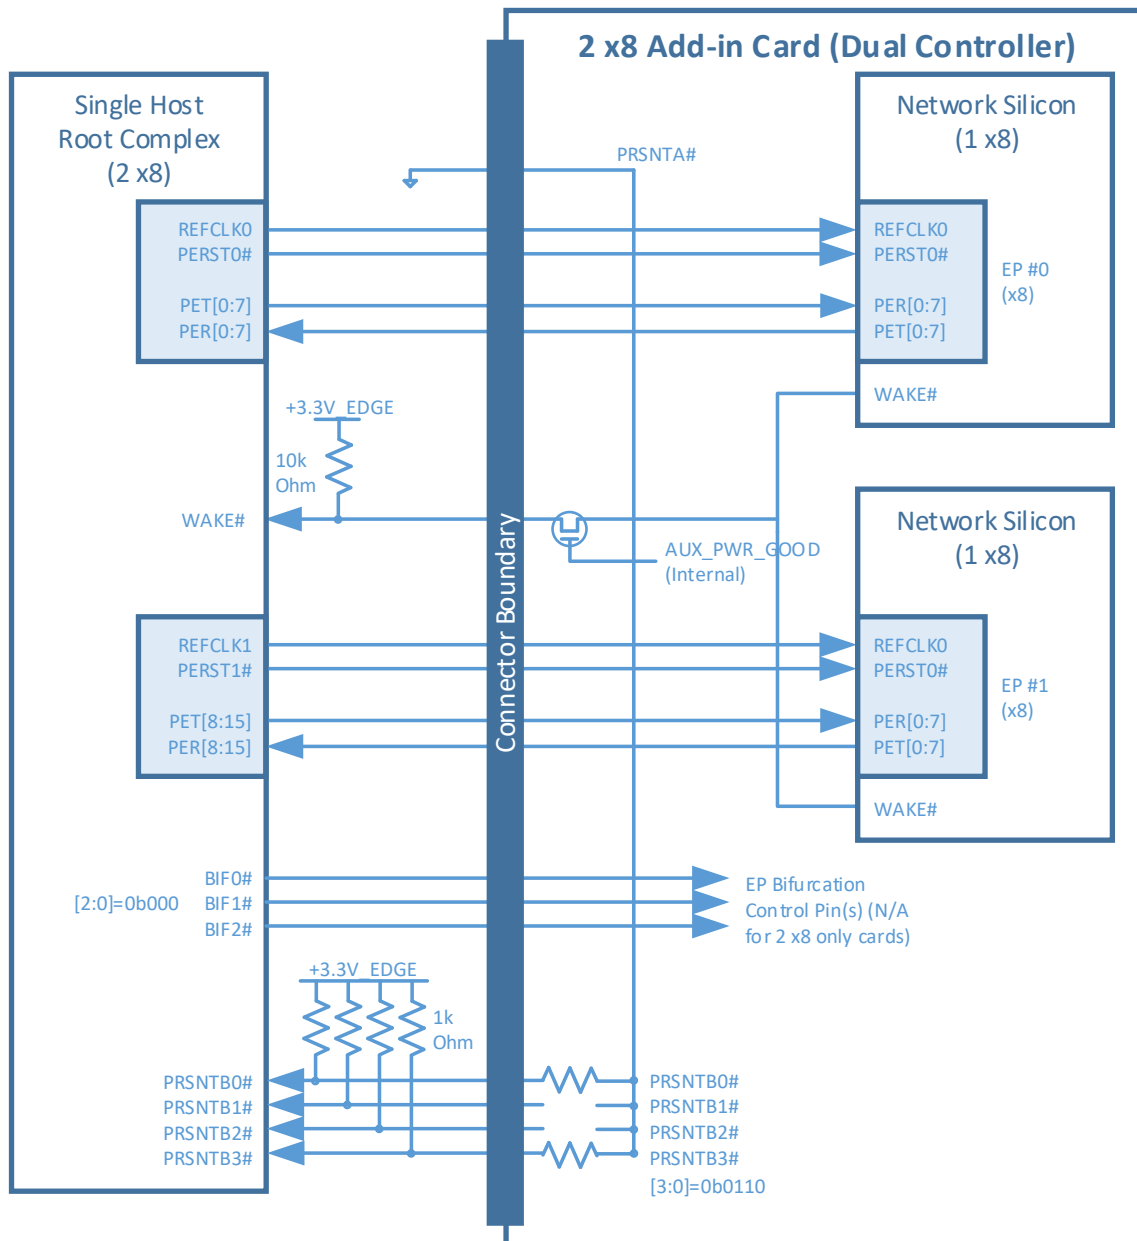 2 x8 Add-in Card (Dual Controller)
Single Host
Root Complex
(2 x8)
Network Silicon
(1 x8)
PRSNTA#
REFCLK0
PERST0#
PET[0:7]
PER[0:7]
REFCLK0
PERST0#
PER[0:7]
PET[0:7]
EP #0
(x8)
WAKE#
+3.3V_EDGE
10k
Ohm
WAKE#
Connector Boundary
AUX_PWR_GOOD
(Internal)
Network Silicon
(1 x8)
REFCLK1
PERST1#
PET[8:15]
PER[8:15]
REFCLK0
PERST0#
PER[0:7]
PET[0:7]
EP #1
(x8)
WAKE#
[2:0]=0b000
BIF0#
BIF1#
BIF2#
EP Bifurcation
Control Pin(s) (N/A
for 2 x8 only cards)
+3.3V_EDGE
1k
Ohm
PRSNTB0#
PRSNTB1#
PRSNTB2#
PRSNTB3#
PRSNTB0#
PRSNTB1#
PRSNTB2#
PRSNTB3#
[3:0]=0b0110